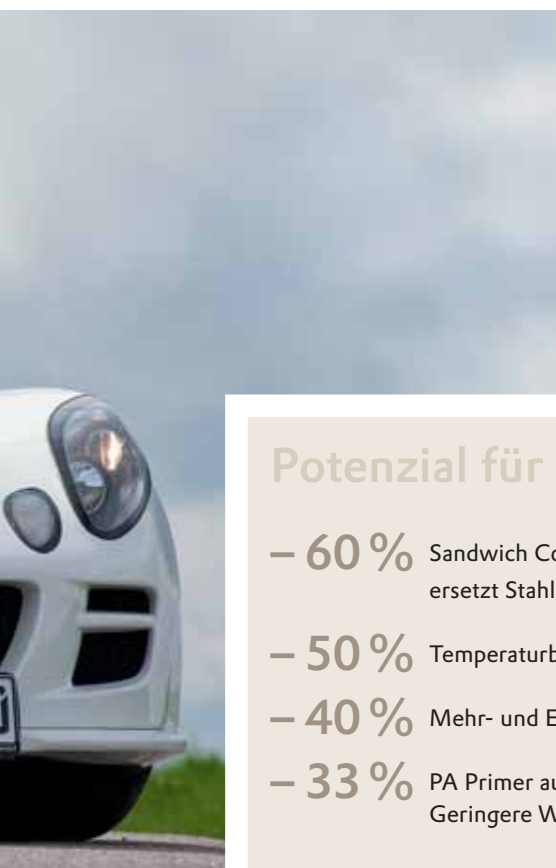 Potenzial für
– 60 % Sandwich Co
ersetzt Stahl
– 50 % Temperaturb
– 40 % Mehr- und E
– 33 % PA Primer au
Geringere W